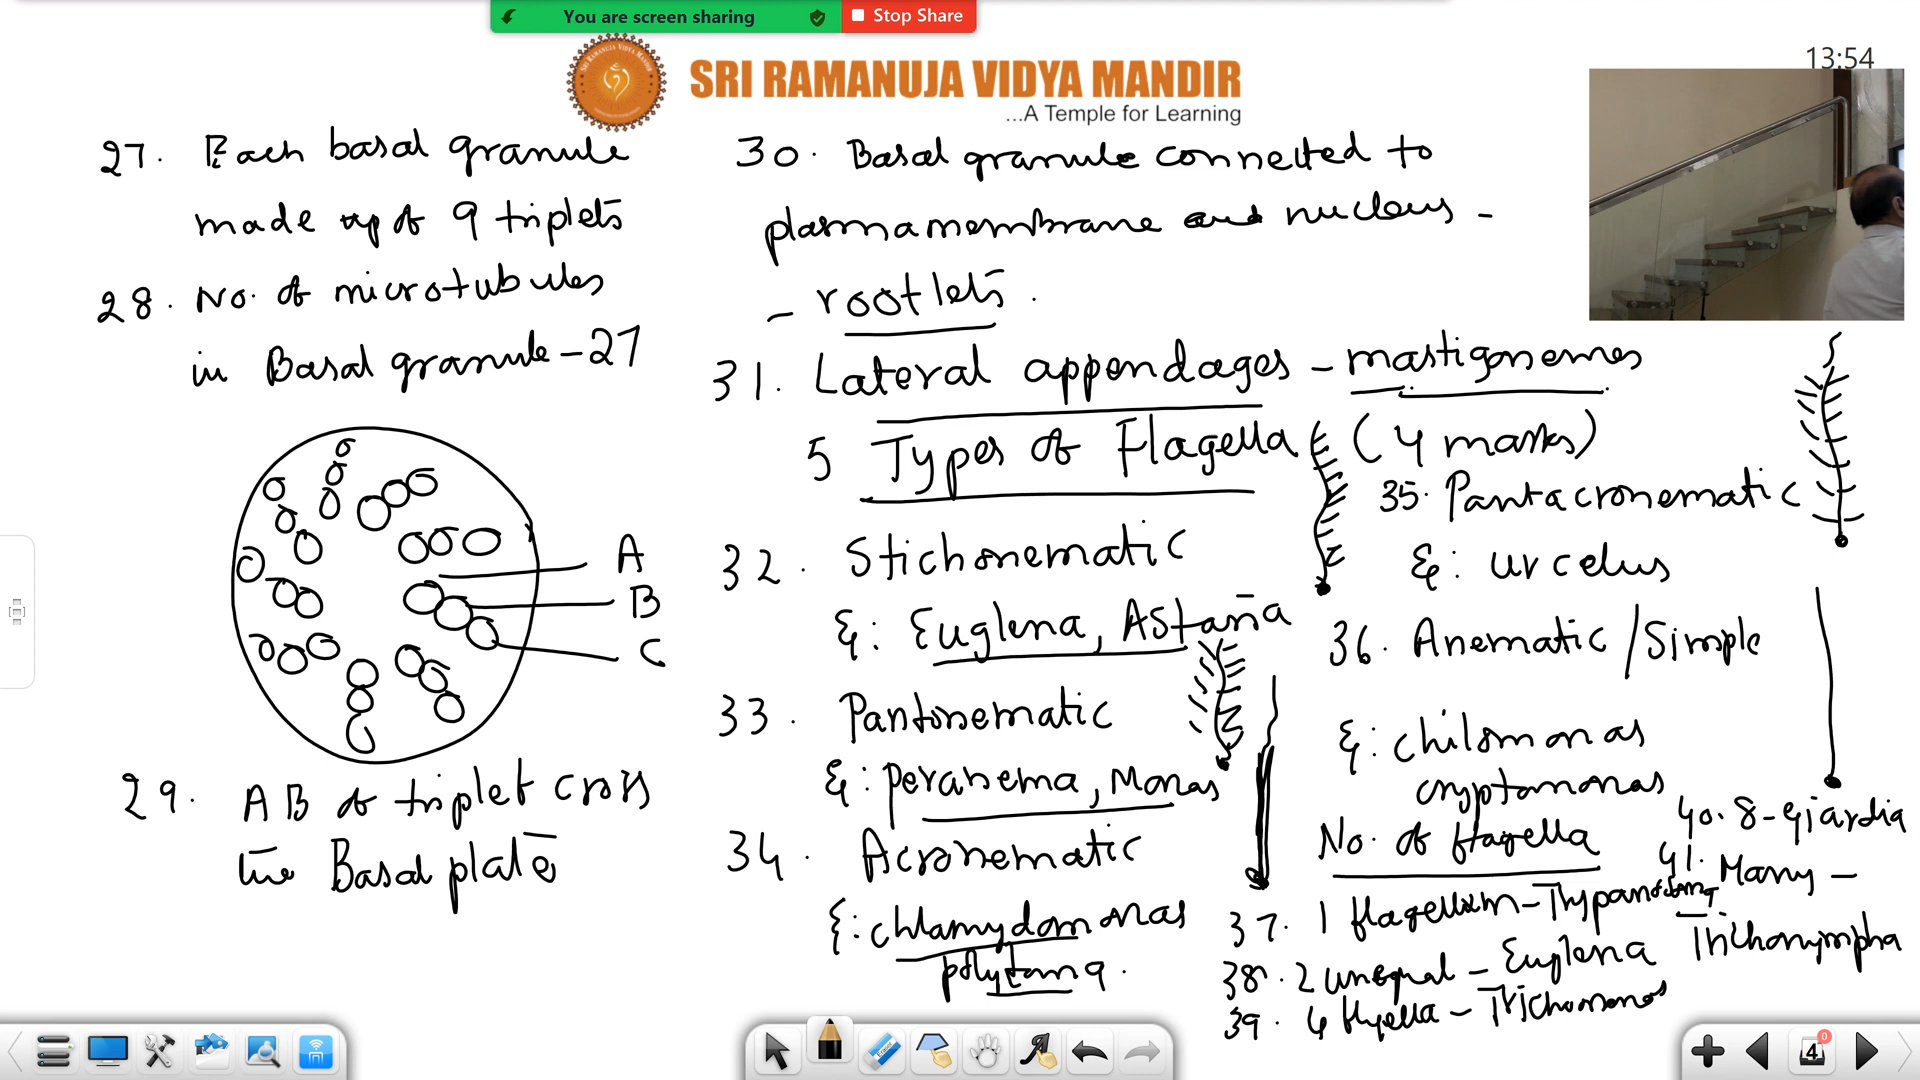 You are screen sharing
Stop Share
SRI RAMANUJA VIDYA MANDIR
...A Temple for Learning
13:54
27. Each basal granule
made up of 9 triplets
28. No. of microtubules
in Basal granule - 27
A
B
C
29. AB of triplet cross
the Basal plate
30. Basal granule connected to
plasmamembrane and nucleus -
- rootlets.
31. Lateral appendages - mastigonemes
5 Types of Flagella (4 marks)
32. Stichonematic
Eg: Euglena, Astasia
33. Pantonematic
Eg: peranema, Monas
34. Acronematic
Eg: chlamydomonas
polytoma.
35. Pantacronematic
Eg: urcelus
36. Anematic / Simple
Eg: chilomonas
cryptomonas
No. of flagella
37. 1 flagellum - Trypanosoma
38. 2 unequal - Euglena
39. 4 flagella - Trichomonas
40. 8 - Giardia
41. Many -
Trichonympha
Eraser
4
0